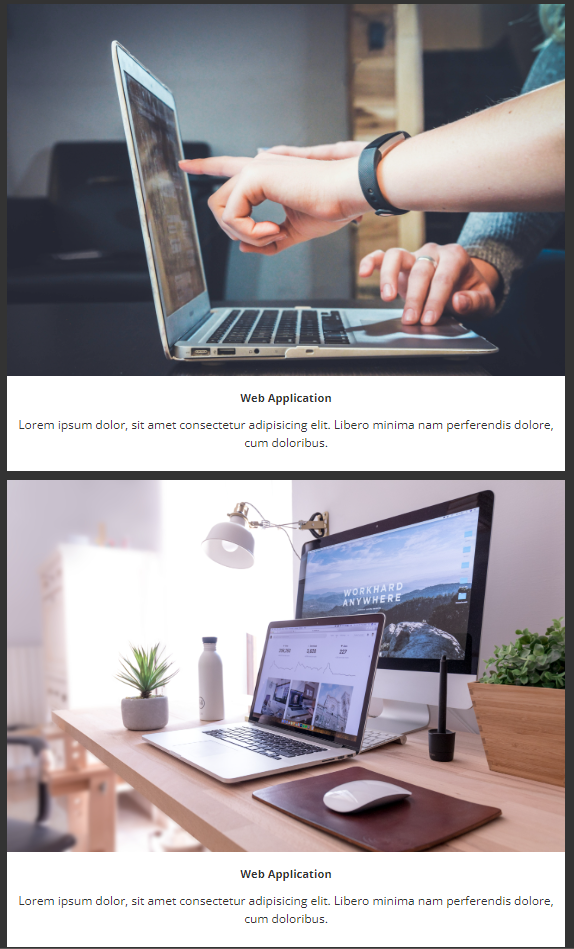 Web Application
Lorem ipsum dolor, sit amet consectetur adipisicing elit. Libero minima nam perferendis dolore,
cum doloribus.
WORKHARD
ANYWHERE
Web Application
Lorem ipsum dolor, sit amet consectetur adipisicing elit. Libero minima nam perferendis dolore,
cum doloribus.